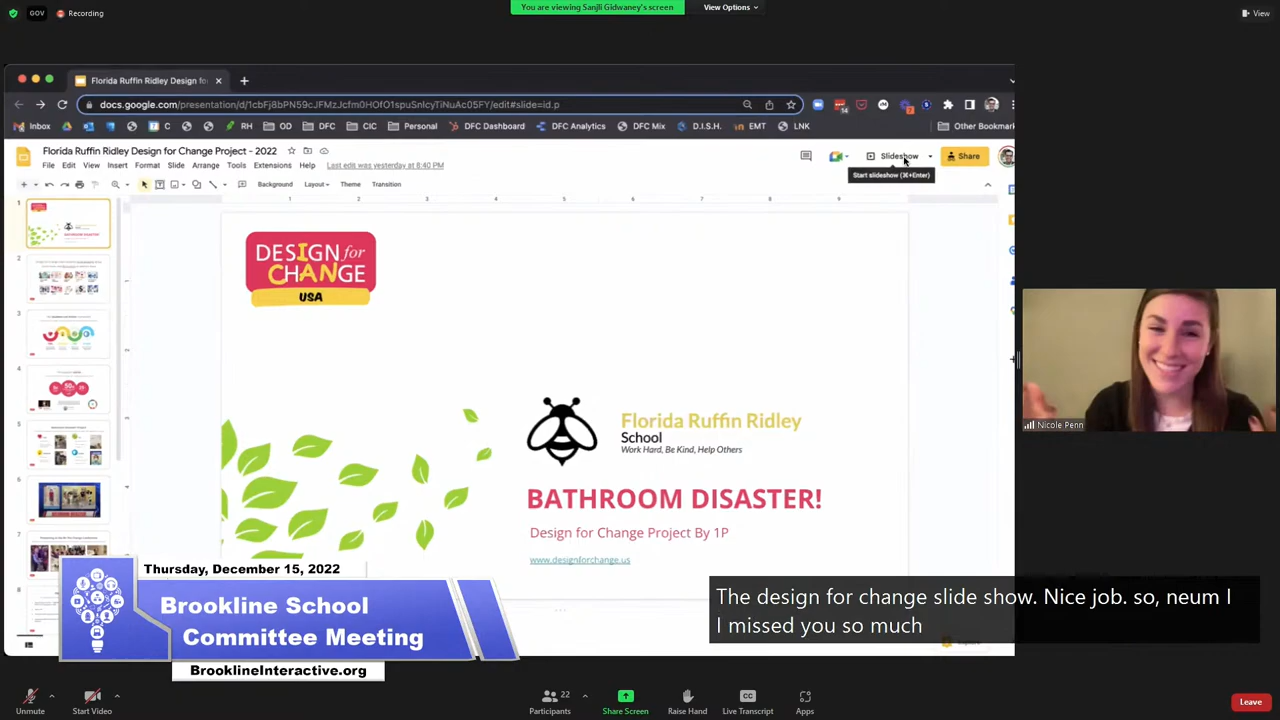 GOV
Recording
You are viewing Sanjli Gidwaney's screen
View Options
View
Florida Ruffin Ridley Design for
docs.google.com/presentation/d/1cbFj8bPN59cJFMzJcfm0HOfO1spuSnlcyTiNuAc05FY/edit#slide=id.p
Inbox
RH
OD
DFC
CIC
Personal
DFC Dashboard
DFC Analytics
DFC Mix
D.I.S.H.
EMT
LNK
Other Bookmark
Florida Ruffin Ridley Design for Change Project - 2022
File Edit View Insert Format Slide Arrange Tools Extensions Help Last edit was yesterday at 6:40 PM
Slideshow
Share
Start slideshow (⌘+Enter)
Background Layout Theme Transition
DESIGN for
CHANGE
USA
Florida Ruffin Ridley
School
Work Hard, Be Kind, Help Others
BATHROOM DISASTER!
Design for Change Project By 1P
www.designforchange.us
Nicole Penn
Thursday, December 15, 2022
Brookline School
Committee Meeting
BrooklineInteractive.org
The design for change slide show. Nice job. so, neum I
I missed you so much
Unmute
Start Video
22
Participants
Share Screen
Raise Hand
Live Transcript
Apps
Leave